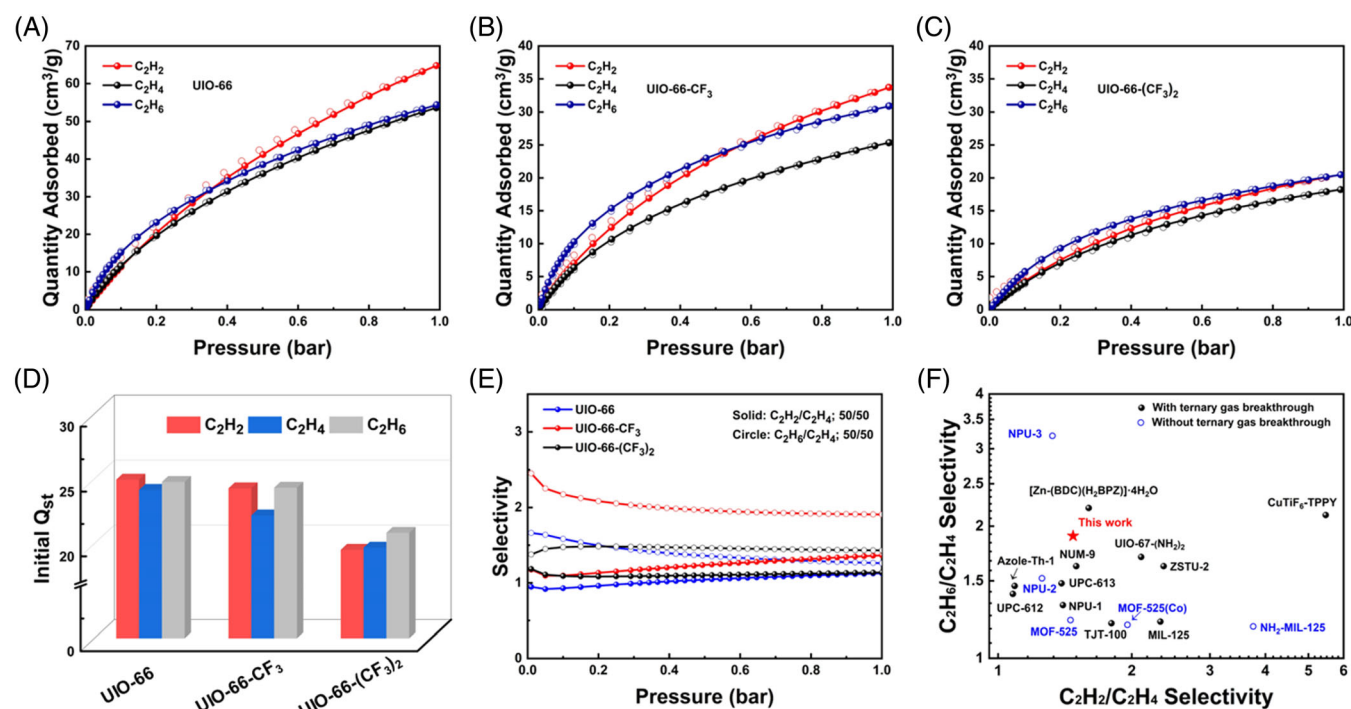 (A)
70
60
50
40
30
20
10
0
0.0 0.2 0.4 0.6 0.8 1.0
Quantity Adsorbed (cm³/g)
Pressure (bar)
C₂H₂
C₂H₄
C₂H₆
UIO-66
(B)
40
35
30
25
20
15
10
5
0
0.0 0.2 0.4 0.6 0.8 1.0
Quantity Adsorbed (cm³/g)
Pressure (bar)
C₂H₂
C₂H₄
C₂H₆
UIO-66-CF₃
(C)
40
35
30
25
20
15
10
5
0
0.0 0.2 0.4 0.6 0.8 1.0
Quantity Adsorbed (cm³/g)
Pressure (bar)
C₂H₂
C₂H₄
C₂H₆
UIO-66-(CF₃)₂
(D)
30
25
20
0
Initial Qst
C₂H₂ C₂H₄ C₂H₆
UIO-66
UIO-66-CF₃
UIO-66-(CF₃)₂
(E)
3
2
1
0
0.0 0.2 0.4 0.6 0.8 1.0
Selectivity
Pressure (bar)
UIO-66
UIO-66-CF₃
UIO-66-(CF₃)₂
Solid: C₂H₂/C₂H₄; 50/50
Circle: C₂H₆/C₂H₄; 50/50
(F)
4
3.5
3
2.5
2
1.5
1
1 2 3 4 5 6
C₂H₆/C₂H₄ Selectivity
C₂H₂/C₂H₄ Selectivity
With ternary gas breakthrough
Without ternary gas breakthrough
NPU-3
[Zn-(BDC)(H₂BPZ)]·4H₂O
CuTiF₆-TPPY
This work
UIO-67-(NH₂)₂
Azole-Th-1
NUM-9
ZSTU-2
NPU-2
UPC-613
UPC-612
NPU-1
MOF-525(Co)
MOF-525
TJT-100
MIL-125
NH₂-MIL-125